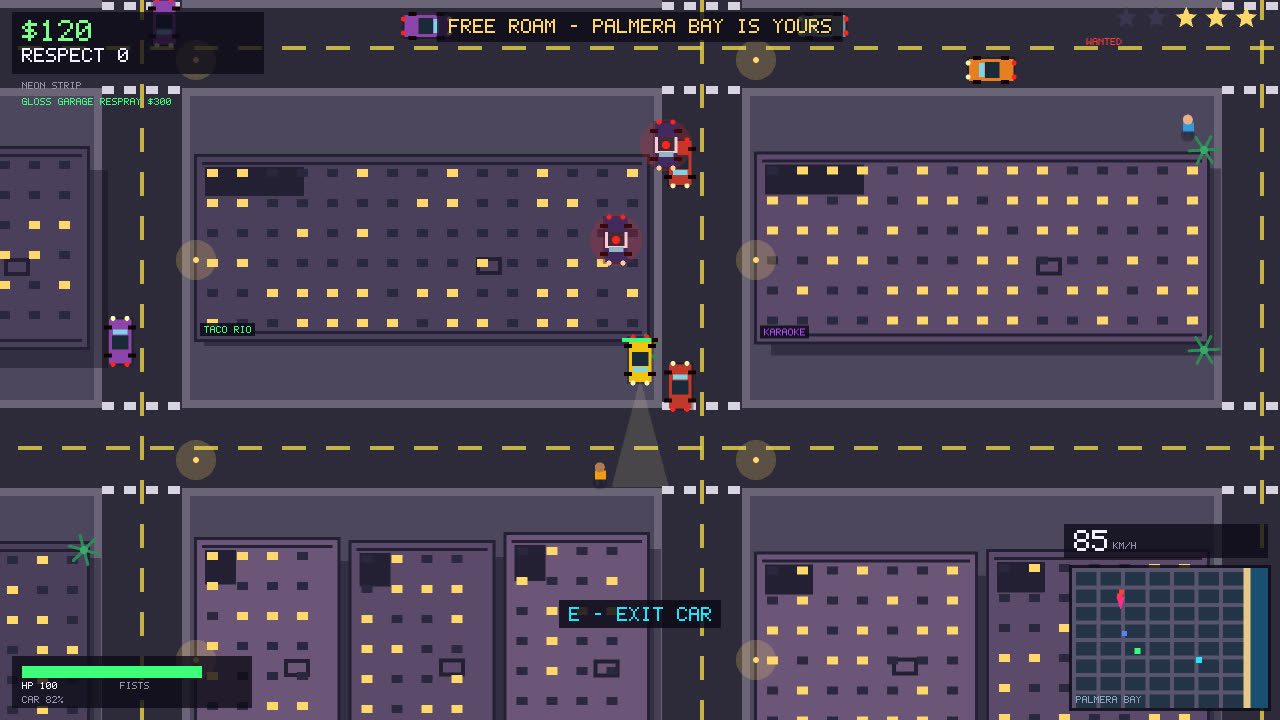 $120
RESPECT 0
FREE ROAM - PALMERA BAY IS YOURS
WANTED
NEON STRIP
GLOSS GARAGE RESPRAY $300
TACO RIO
KARAOKE
85 KM/H
E - EXIT CAR
HP 100 FISTS
CAR 62%
PALMERA BAY